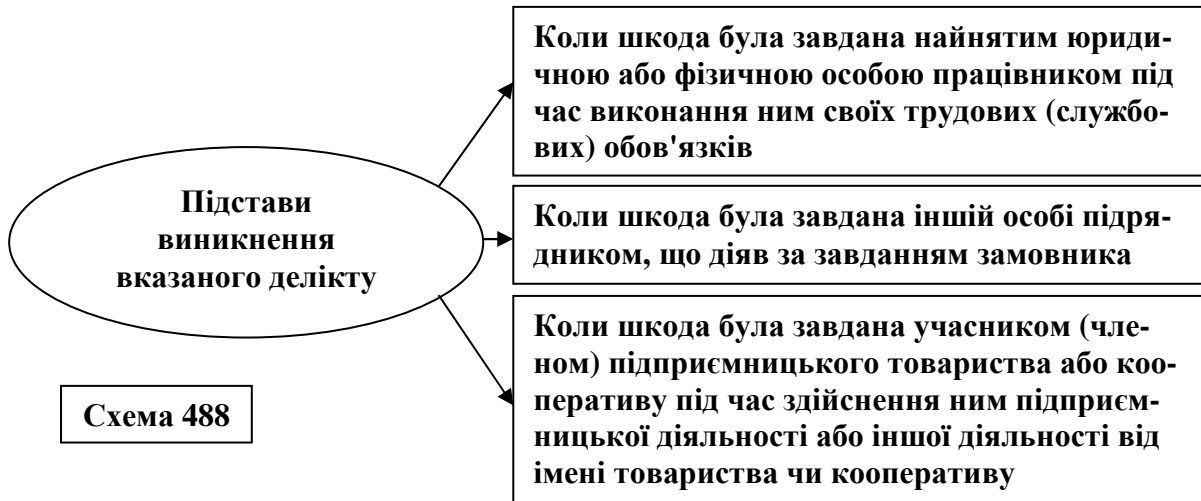 Коли шкода була завдана найнятим юриди-
чною або фізичною особою працівником під
час виконання ним своїх трудових (службо-
вих) обов'язків
Підстави
виникнення
вказаного делікту
Коли шкода була завдана іншій особі підря-
дником, що діяв за завданням замовника
Коли шкода була завдана учасником (чле-
ном) підприємницького товариства або коо-
перативу під час здійснення ним підприєм-
ницької діяльності або іншої діяльності від
імені товариства чи кооперативу
Схема 488